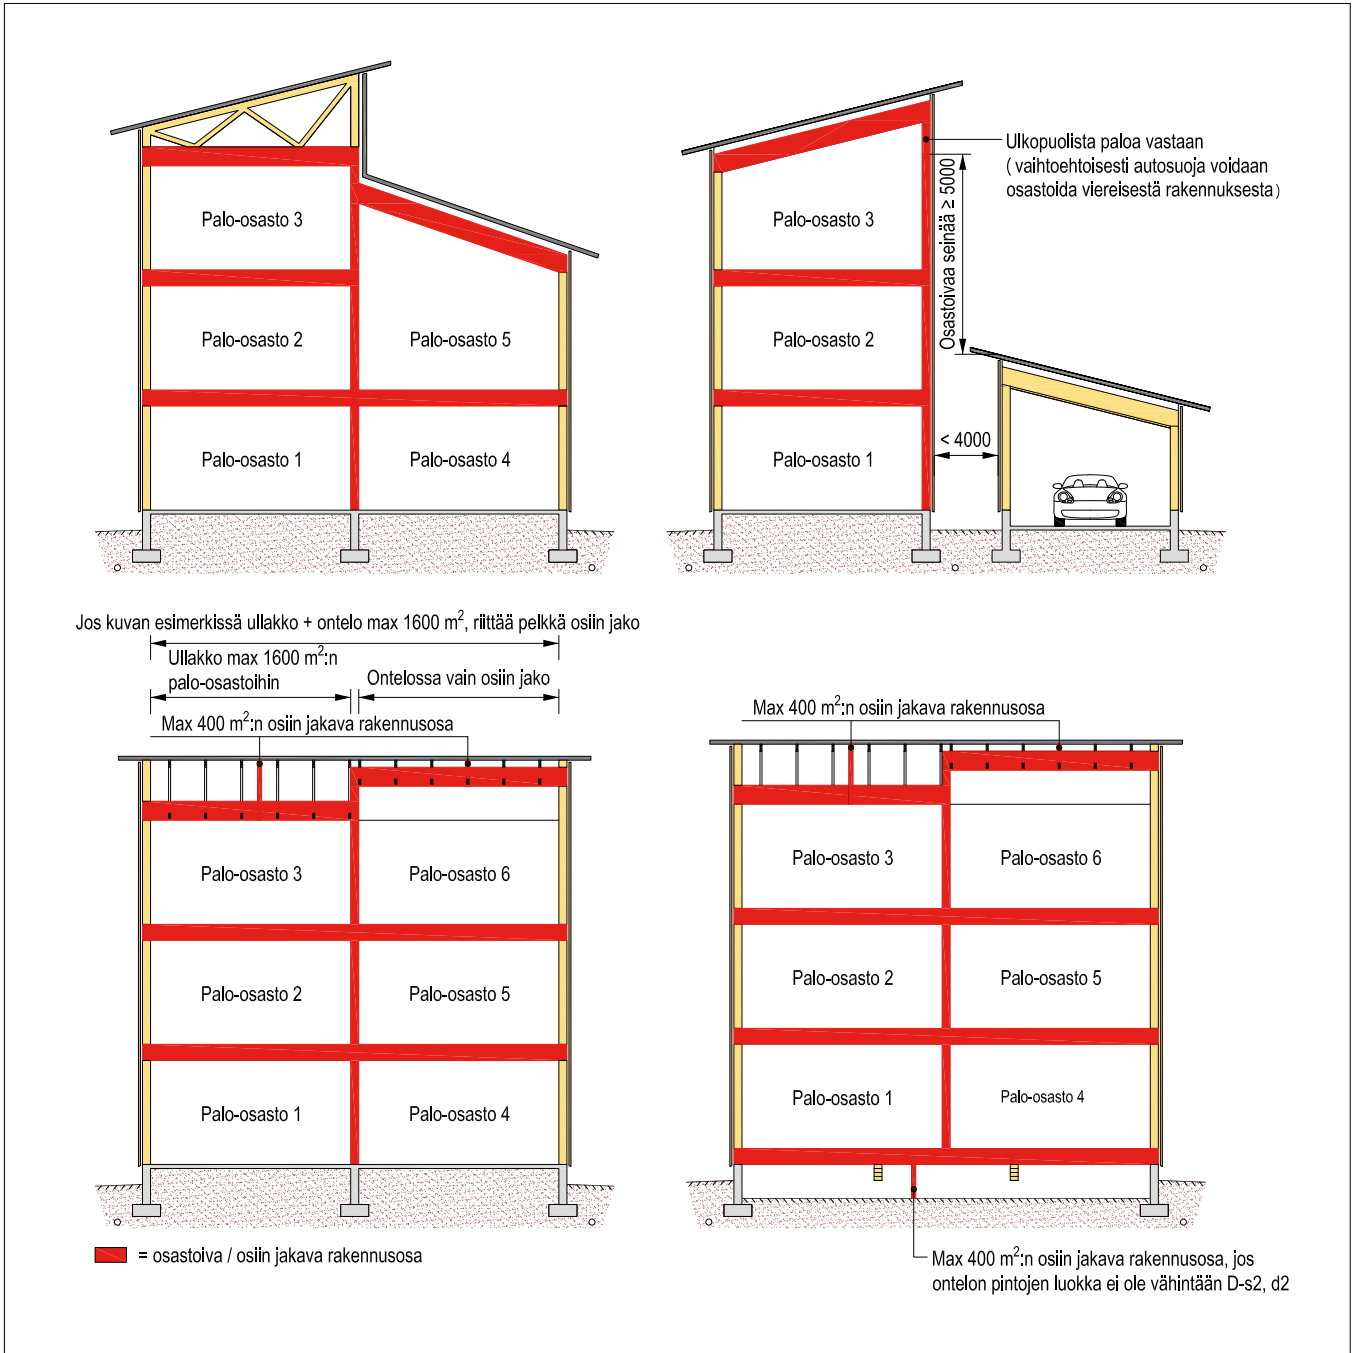 Palo-osasto 3
Palo-osasto 2
Palo-osasto 5
Palo-osasto 1
Palo-osasto 4
Ulkopuolista paloa vastaan
(vaihtoehtoisesti autosuoja voidaan
osastoida viereisestä rakennuksesta)
Osastoivaa seinää ≥ 5000
Palo-osasto 3
Palo-osasto 2
< 4000
Palo-osasto 1
Jos kuvan esimerkissä ullakko + ontelo max 1600 m², riittää pelkkä osiin jako
Ullakko max 1600 m²:n
palo-osastoihin
Ontelossa vain osiin jako
Max 400 m²:n osiin jakava rakennusosa
Palo-osasto 3
Palo-osasto 6
Palo-osasto 2
Palo-osasto 5
Palo-osasto 1
Palo-osasto 4
Max 400 m²:n osiin jakava rakennusosa
Palo-osasto 3
Palo-osasto 6
Palo-osasto 2
Palo-osasto 5
Palo-osasto 1
Palo-osasto 4
= osastoiva / osiin jakava rakennusosa
Max 400 m²:n osiin jakava rakennusosa, jos
ontelon pintojen luokka ei ole vähintään D-s2, d2